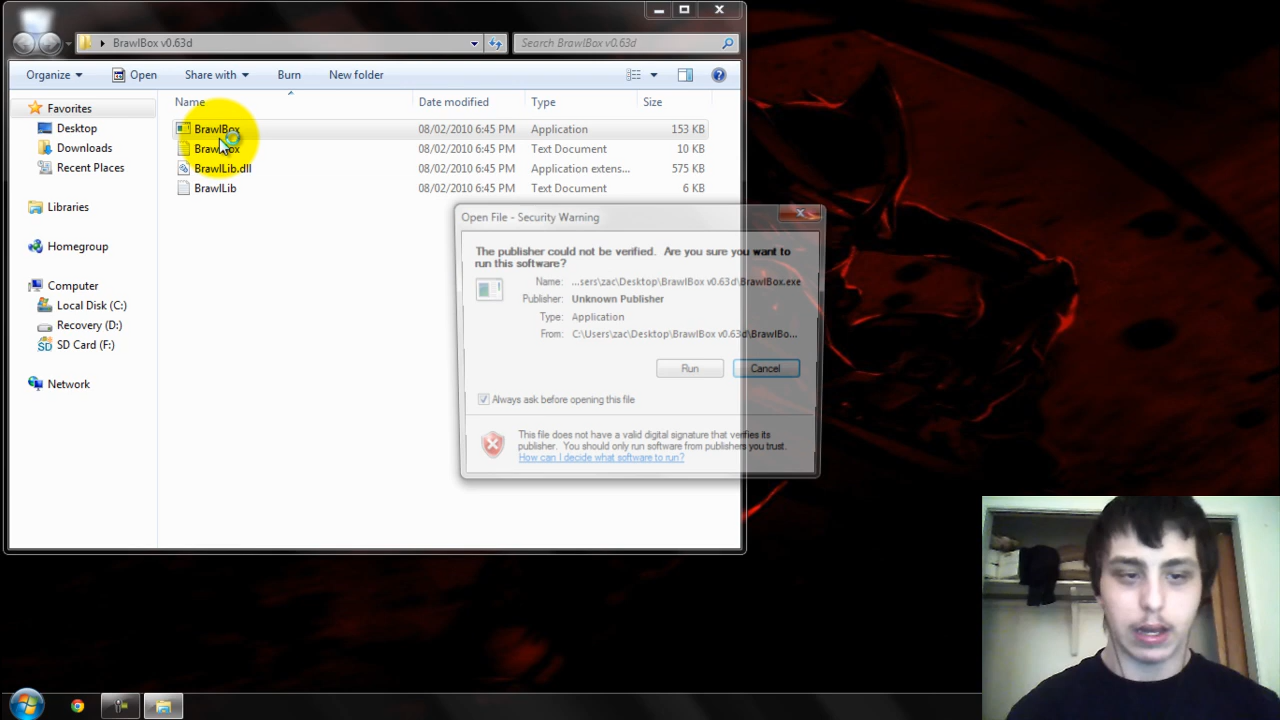 BrawlBox v0.63d
Search BrawlBox v0.63d
Organize
Open
Share with
Burn
New folder
Name
Date modified
Type
Size
Favorites
Desktop
Downloads
Recent Places
Libraries
Homegroup
Computer
Local Disk (C:)
Recovery (D:)
SD Card (F:)
Network
BrawlBox 08/02/2010 6:45 PM Application 153 KB
BrawlBox 08/02/2010 6:45 PM Text Document 10 KB
BrawlLib.dll 08/02/2010 6:45 PM Application extens... 575 KB
BrawlLib 08/02/2010 6:45 PM Text Document 6 KB
Open File - Security Warning
The publisher could not be verified. Are you sure you want to
run this software?
Name: ...sers\zac\Desktop\BrawlBox v0.63d\BrawlBox.exe
Publisher: Unknown Publisher
Type: Application
From: C:\Users\zac\Desktop\BrawlBox v0.63d\BrawlBo...
Run
Cancel
Always ask before opening this file
This file does not have a valid digital signature that verifies its
publisher. You should only run software from publishers you trust.
How can I decide what software to run?